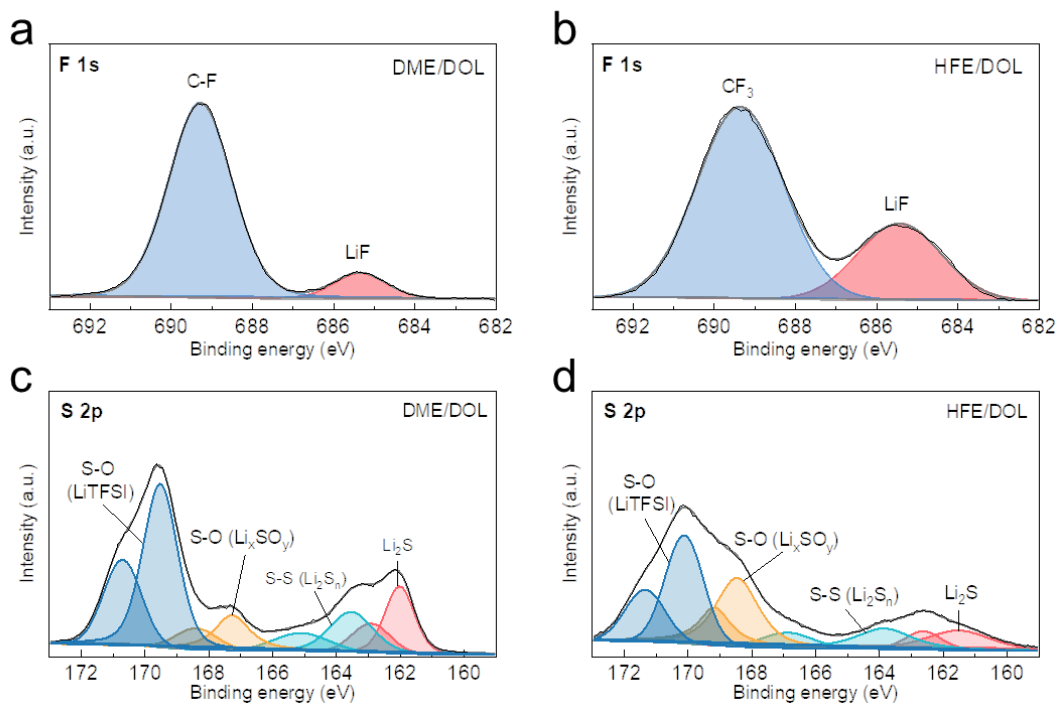 a
F 1s
DME/DOL
C-F
LiF
Intensity (a.u.)
692 690 688 686 684 682
Binding energy (eV)
b
F 1s
HFE/DOL
CF₃
LiF
Intensity (a.u.)
692 690 688 686 684 682
Binding energy (eV)
c
S 2p
DME/DOL
S-O
(LiTFSI)
S-O (LiₓSOᵧ)
S-S (Li₂Sₙ)
Li₂S
Intensity (a.u.)
172 170 168 166 164 162 160
Binding energy (eV)
d
S 2p
HFE/DOL
S-O
(LiTFSI)
S-O (LiₓSOᵧ)
S-S (Li₂Sₙ)
Li₂S
Intensity (a.u.)
172 170 168 166 164 162 160
Binding energy (eV)